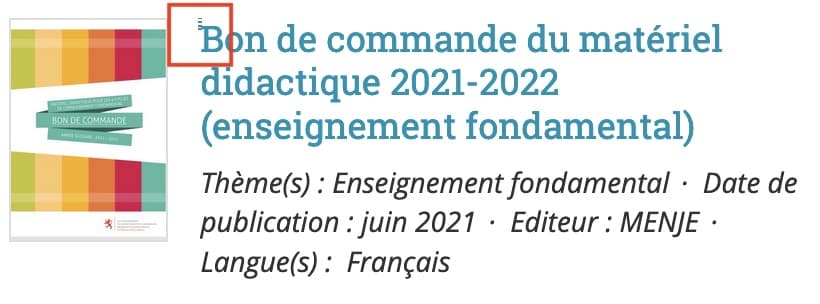 Bon de commande du matériel
didactique 2021-2022
(enseignement fondamental)
Thème(s) : Enseignement fondamental · Date de
publication : juin 2021 · Editeur : MENJE ·
Langue(s) : Français
BON DE COMMANDE